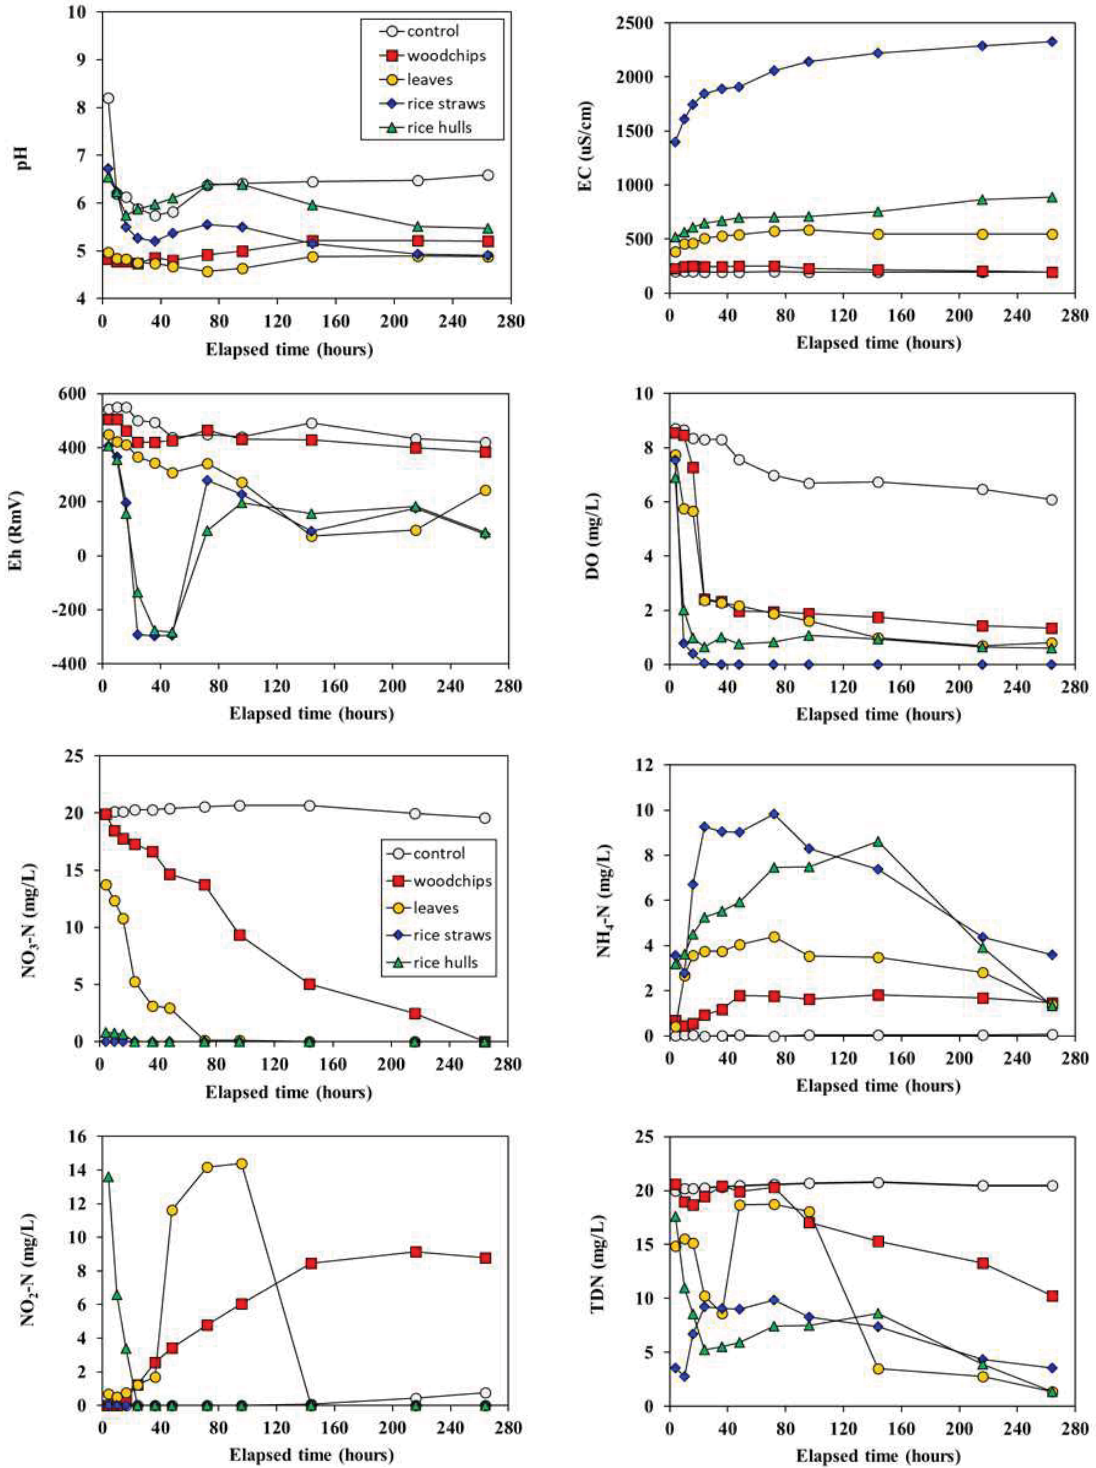 10
9
8
7
6
5
4
pH
control
woodchips
leaves
rice straws
rice hulls
0 40 80 120 160 200 240 280
Elapsed time (hours)
2500
2000
1500
1000
500
0
EC (uS/cm)
0 40 80 120 160 200 240 280
Elapsed time (hours)
600
400
200
0
-200
-400
Eh (RmV)
0 40 80 120 160 200 240 280
Elapsed time (hours)
10
8
6
4
2
0
DO (mg/L)
0 40 80 120 160 200 240 280
Elapsed time (hours)
25
20
15
10
5
0
NO₃-N (mg/L)
control
woodchips
leaves
rice straws
rice hulls
0 40 80 120 160 200 240 280
Elapsed time (hours)
12
10
8
6
4
2
0
NH₄-N (mg/L)
0 40 80 120 160 200 240 280
Elapsed time (hours)
16
14
12
10
8
6
4
2
0
NO₂-N (mg/L)
0 40 80 120 160 200 240 280
Elapsed time (hours)
25
20
15
10
5
0
TDN (mg/L)
0 40 80 120 160 200 240 280
Elapsed time (hours)